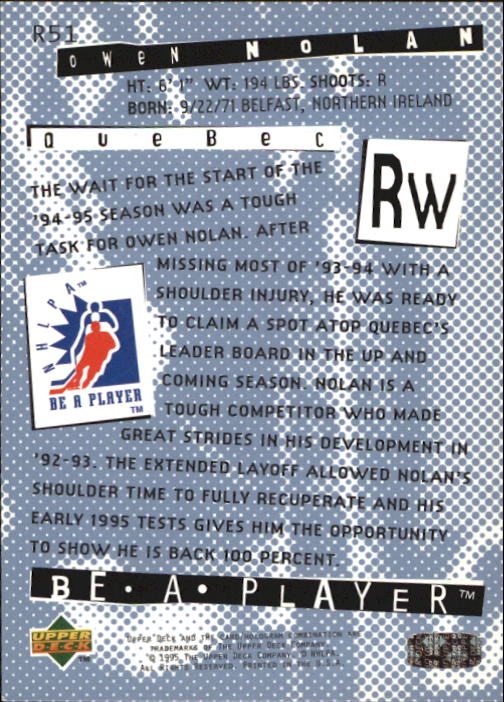 R51
OWEN NOLAN
HT: 6' 1" WT: 194 LBS. SHOOTS: R
BORN: 9/22/71 BELFAST, NORTHERN IRELAND
QUEBEC
RW
THE WAIT FOR THE START OF THE
'94-95 SEASON WAS A TOUGH
TASK FOR OWEN NOLAN. AFTER
MISSING MOST OF '93-94 WITH A
SHOULDER INJURY, HE WAS READY
TO CLAIM A SPOT ATOP QUEBEC'S
LEADER BOARD IN THE UP AND
COMING SEASON. NOLAN IS A
TOUGH COMPETITOR WHO MADE
GREAT STRIDES IN HIS DEVELOPMENT IN
'92-93. THE EXTENDED LAYOFF ALLOWED NOLAN'S
SHOULDER TIME TO FULLY RECUPERATE AND HIS
EARLY 1995 TESTS GIVES HIM THE OPPORTUNITY
TO SHOW HE IS BACK 100 PERCENT.
NHLPA™
BE A PLAYER
™
BE • A • PLAYER™
UPPER
DECK
™
UPPER DECK AND THE CARD/HOLOGRAM COMBINATION ARE
TRADEMARKS OF THE UPPER DECK COMPANY
© 1995 THE UPPER DECK COMPANY. © NHLPA.
ALL RIGHTS RESERVED. PRINTED IN THE U.S.A.